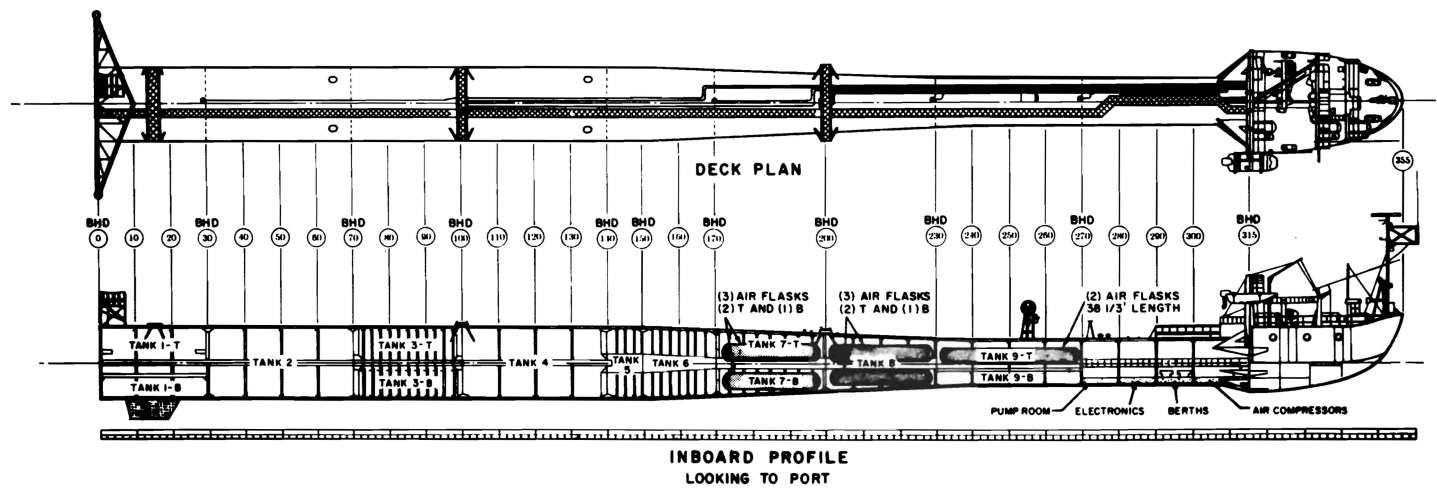 DECK PLAN
355
BHD BHD BHD BHD BHD BHD BHD BHD BHD BHD BHD
0 10 20 30 40 50 60 70 80 90 100 110 120 130 140 150 160 170 200 230 240 250 260 270 280 290 300 315
(3) AIR FLASKS (3) AIR FLASKS (2) AIR FLASKS
(2) T AND (1) B (2) T AND (1) B 38 1/3' LENGTH
TANK 1-T TANK 3-T TANK 7-T
TANK 2 TANK 4 TANK 5 TANK 6 TANK 8 TANK 9-T
TANK 1-B TANK 3-B TANK 7-B TANK 9-B
PUMP ROOM ELECTRONICS BERTHS AIR COMPRESSORS
INBOARD PROFILE
LOOKING TO PORT